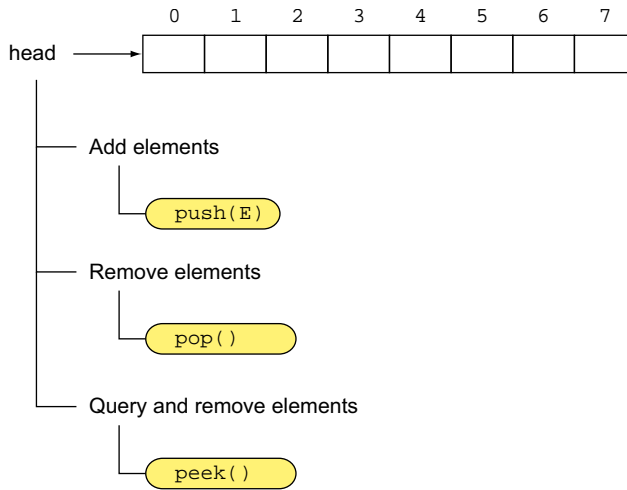 0 1 2 3 4 5 6 7
head
Add elements
push(E)
Remove elements
pop()
Query and remove elements
peek()